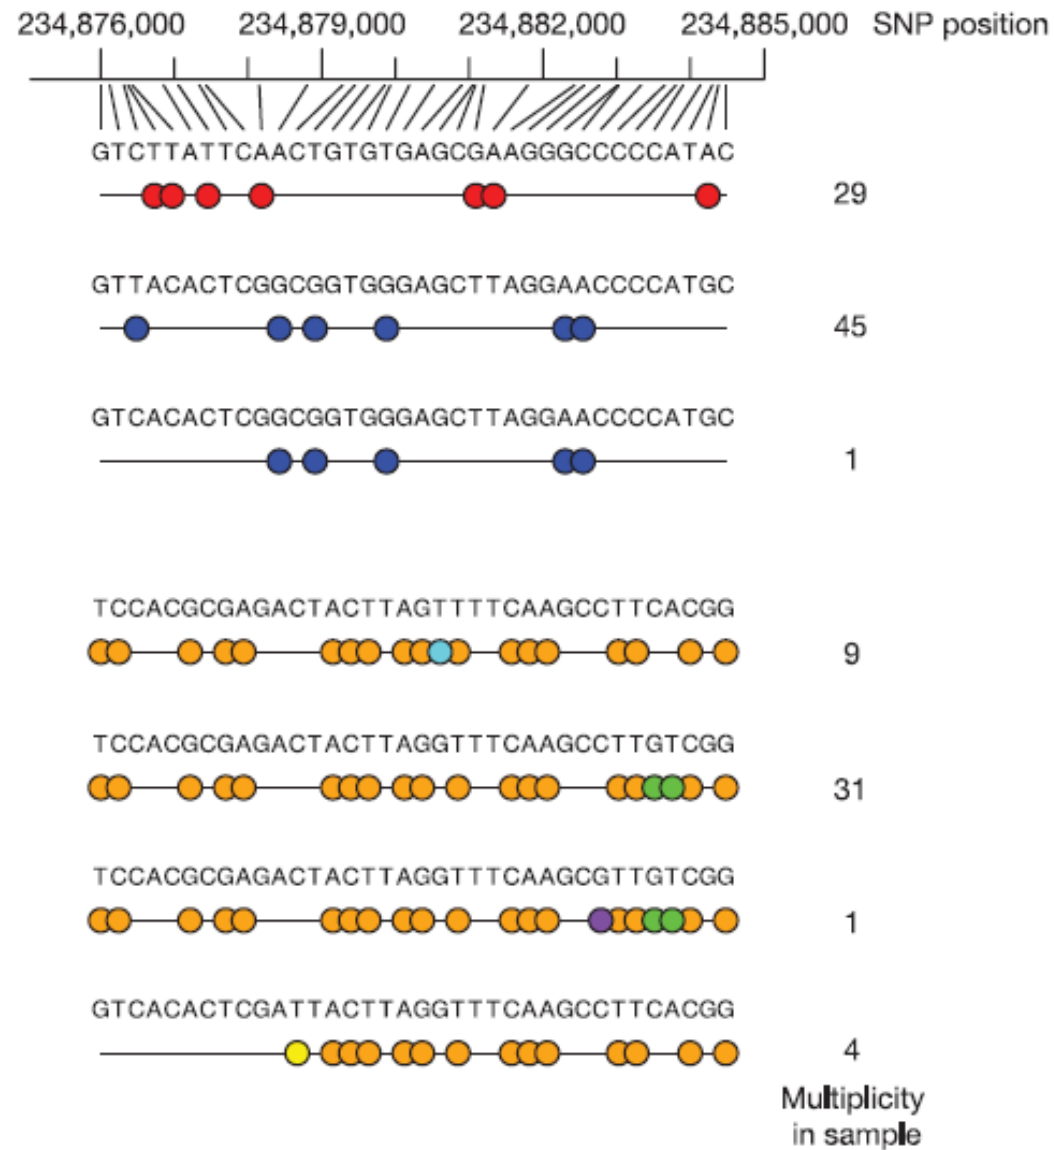 234,876,000 234,879,000 234,882,000 234,885,000 SNP position
GTCTTATTCAACTGTGTGAGCGAAGGGCCCCCATAC
29
GTTACACTCGGCGGTGGGAGCTTAGGAACCCCATGC
45
GTCACACTCGGCGGTGGGAGCTTAGGAACCCCATGC
1
TCCACGCGAGACTACTTAGTTTTCAAGCCTTCACGG
9
TCCACGCGAGACTACTTAGGTTTCAAGCCTTGTCGG
31
TCCACGCGAGACTACTTAGGTTTCAAGCGTTGTCGG
1
GTCACACTCGATTACTTAGGTTTCAAGCCTTCACGG
4
Multiplicity
in sample